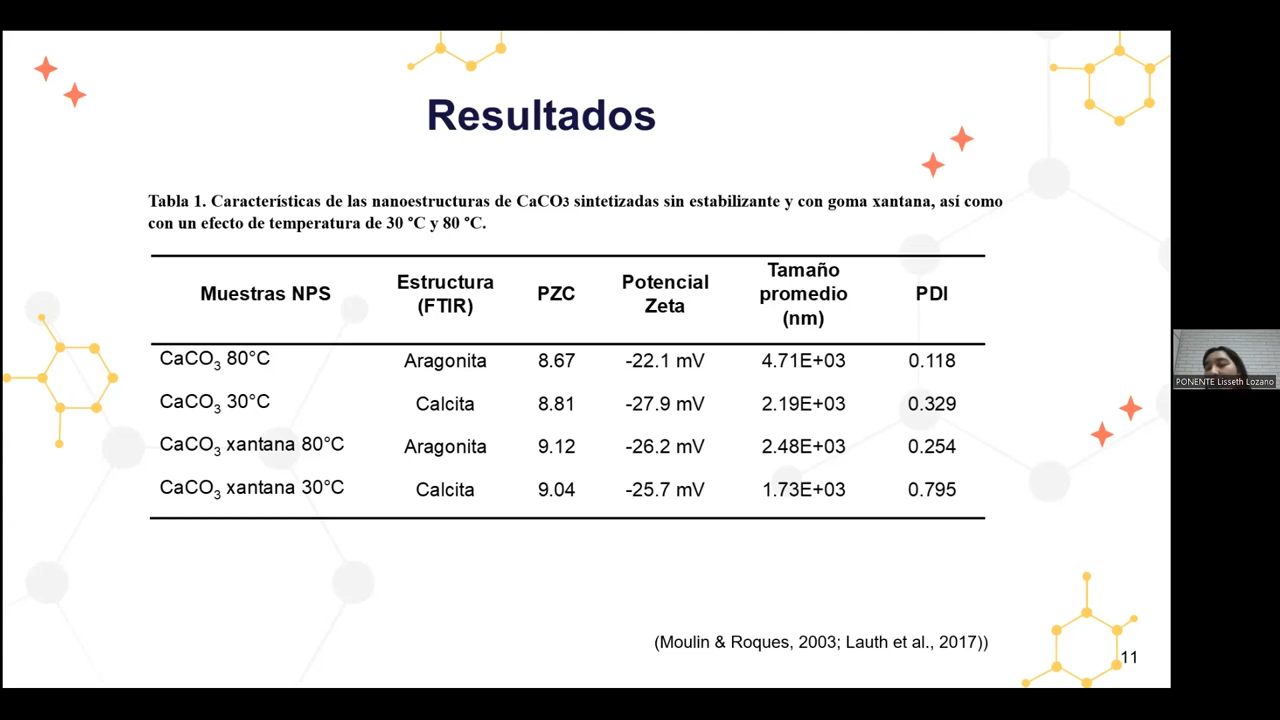 Resultados
Tabla 1. Características de las nanoestructuras de CaCO3 sintetizadas sin estabilizante y con goma xantana, así como
con un efecto de temperatura de 30 °C y 80 °C.
Muestras NPS Estructura (FTIR) PZC Potencial Zeta Tamaño promedio (nm) PDI
CaCO3 80°C Aragonita 8.67 -22.1 mV 4.71E+03 0.118
CaCO3 30°C Calcita 8.81 -27.9 mV 2.19E+03 0.329
CaCO3 xantana 80°C Aragonita 9.12 -26.2 mV 2.48E+03 0.254
CaCO3 xantana 30°C Calcita 9.04 -25.7 mV 1.73E+03 0.795
(Moulin & Roques, 2003; Lauth et al., 2017))
11
PONENTE Lisseth Lozano